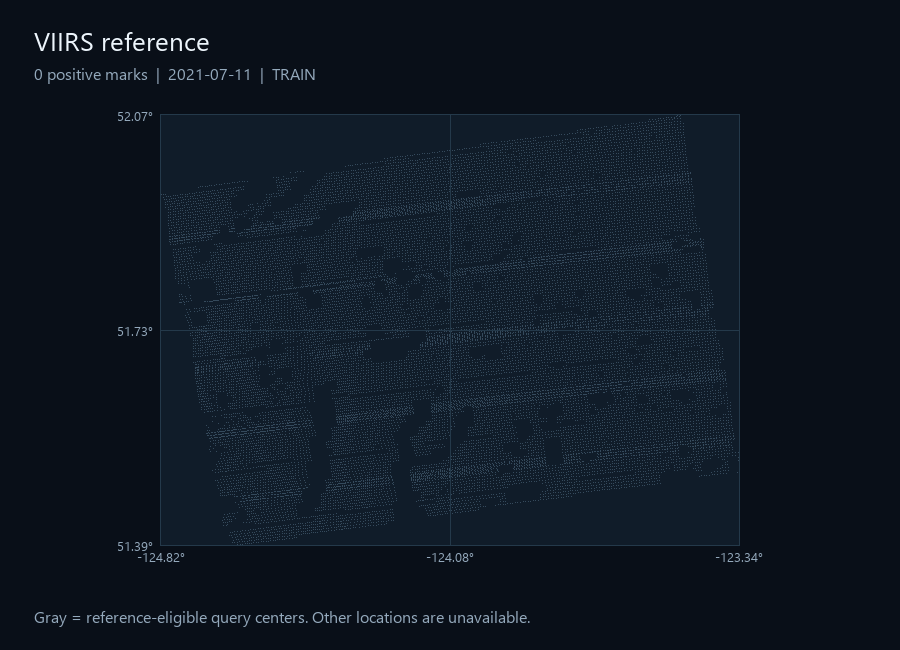 VIIRS reference
0 positive marks | 2021-07-11 | TRAIN
52.07°
51.73°
51.39°
-124.82° -124.08° -123.34°
Gray = reference-eligible query centers. Other locations are unavailable.